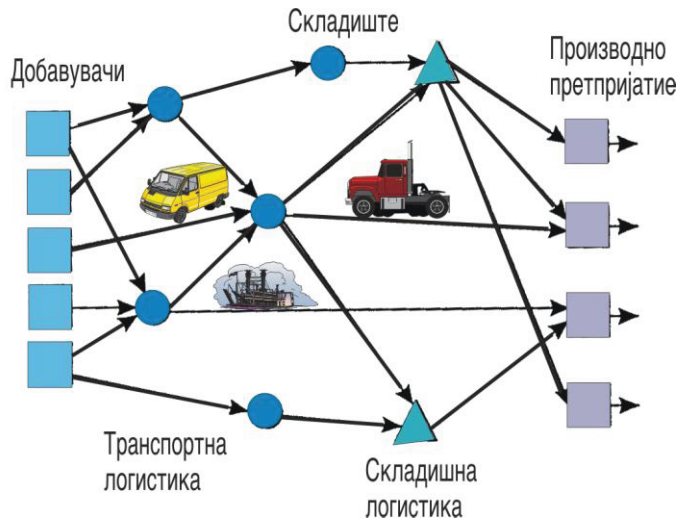 Складиште
Добавувачи
Производно
претпријатие
Транспортна
логистика
Складишна
логистика